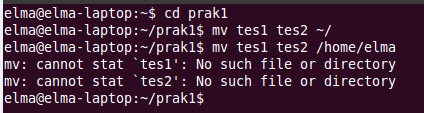 elma@elma-laptop:~$ cd prak1
elma@elma-laptop:~/prak1$ mv tes1 tes2 ~/
elma@elma-laptop:~/prak1$ mv tes1 tes2 /home/elma
mv: cannot stat `tes1': No such file or directory
mv: cannot stat `tes2': No such file or directory
elma@elma-laptop:~/prak1$